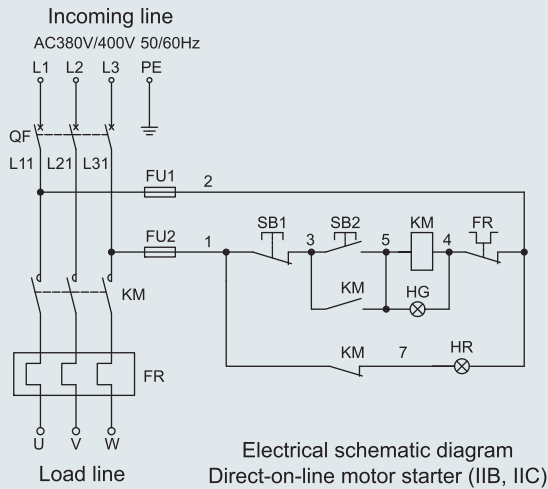 Incoming line
AC380V/400V 50/60Hz
L1 L2 L3 PE
QF
L11 L21 L31
FU1 2
FU2 1
SB1 3 SB2 5 KM 4 FR
KM HG
KM
KM 7 HR
FR
U V W
Load line
Electrical schematic diagram
Direct-on-line motor starter (IIB, IIC)